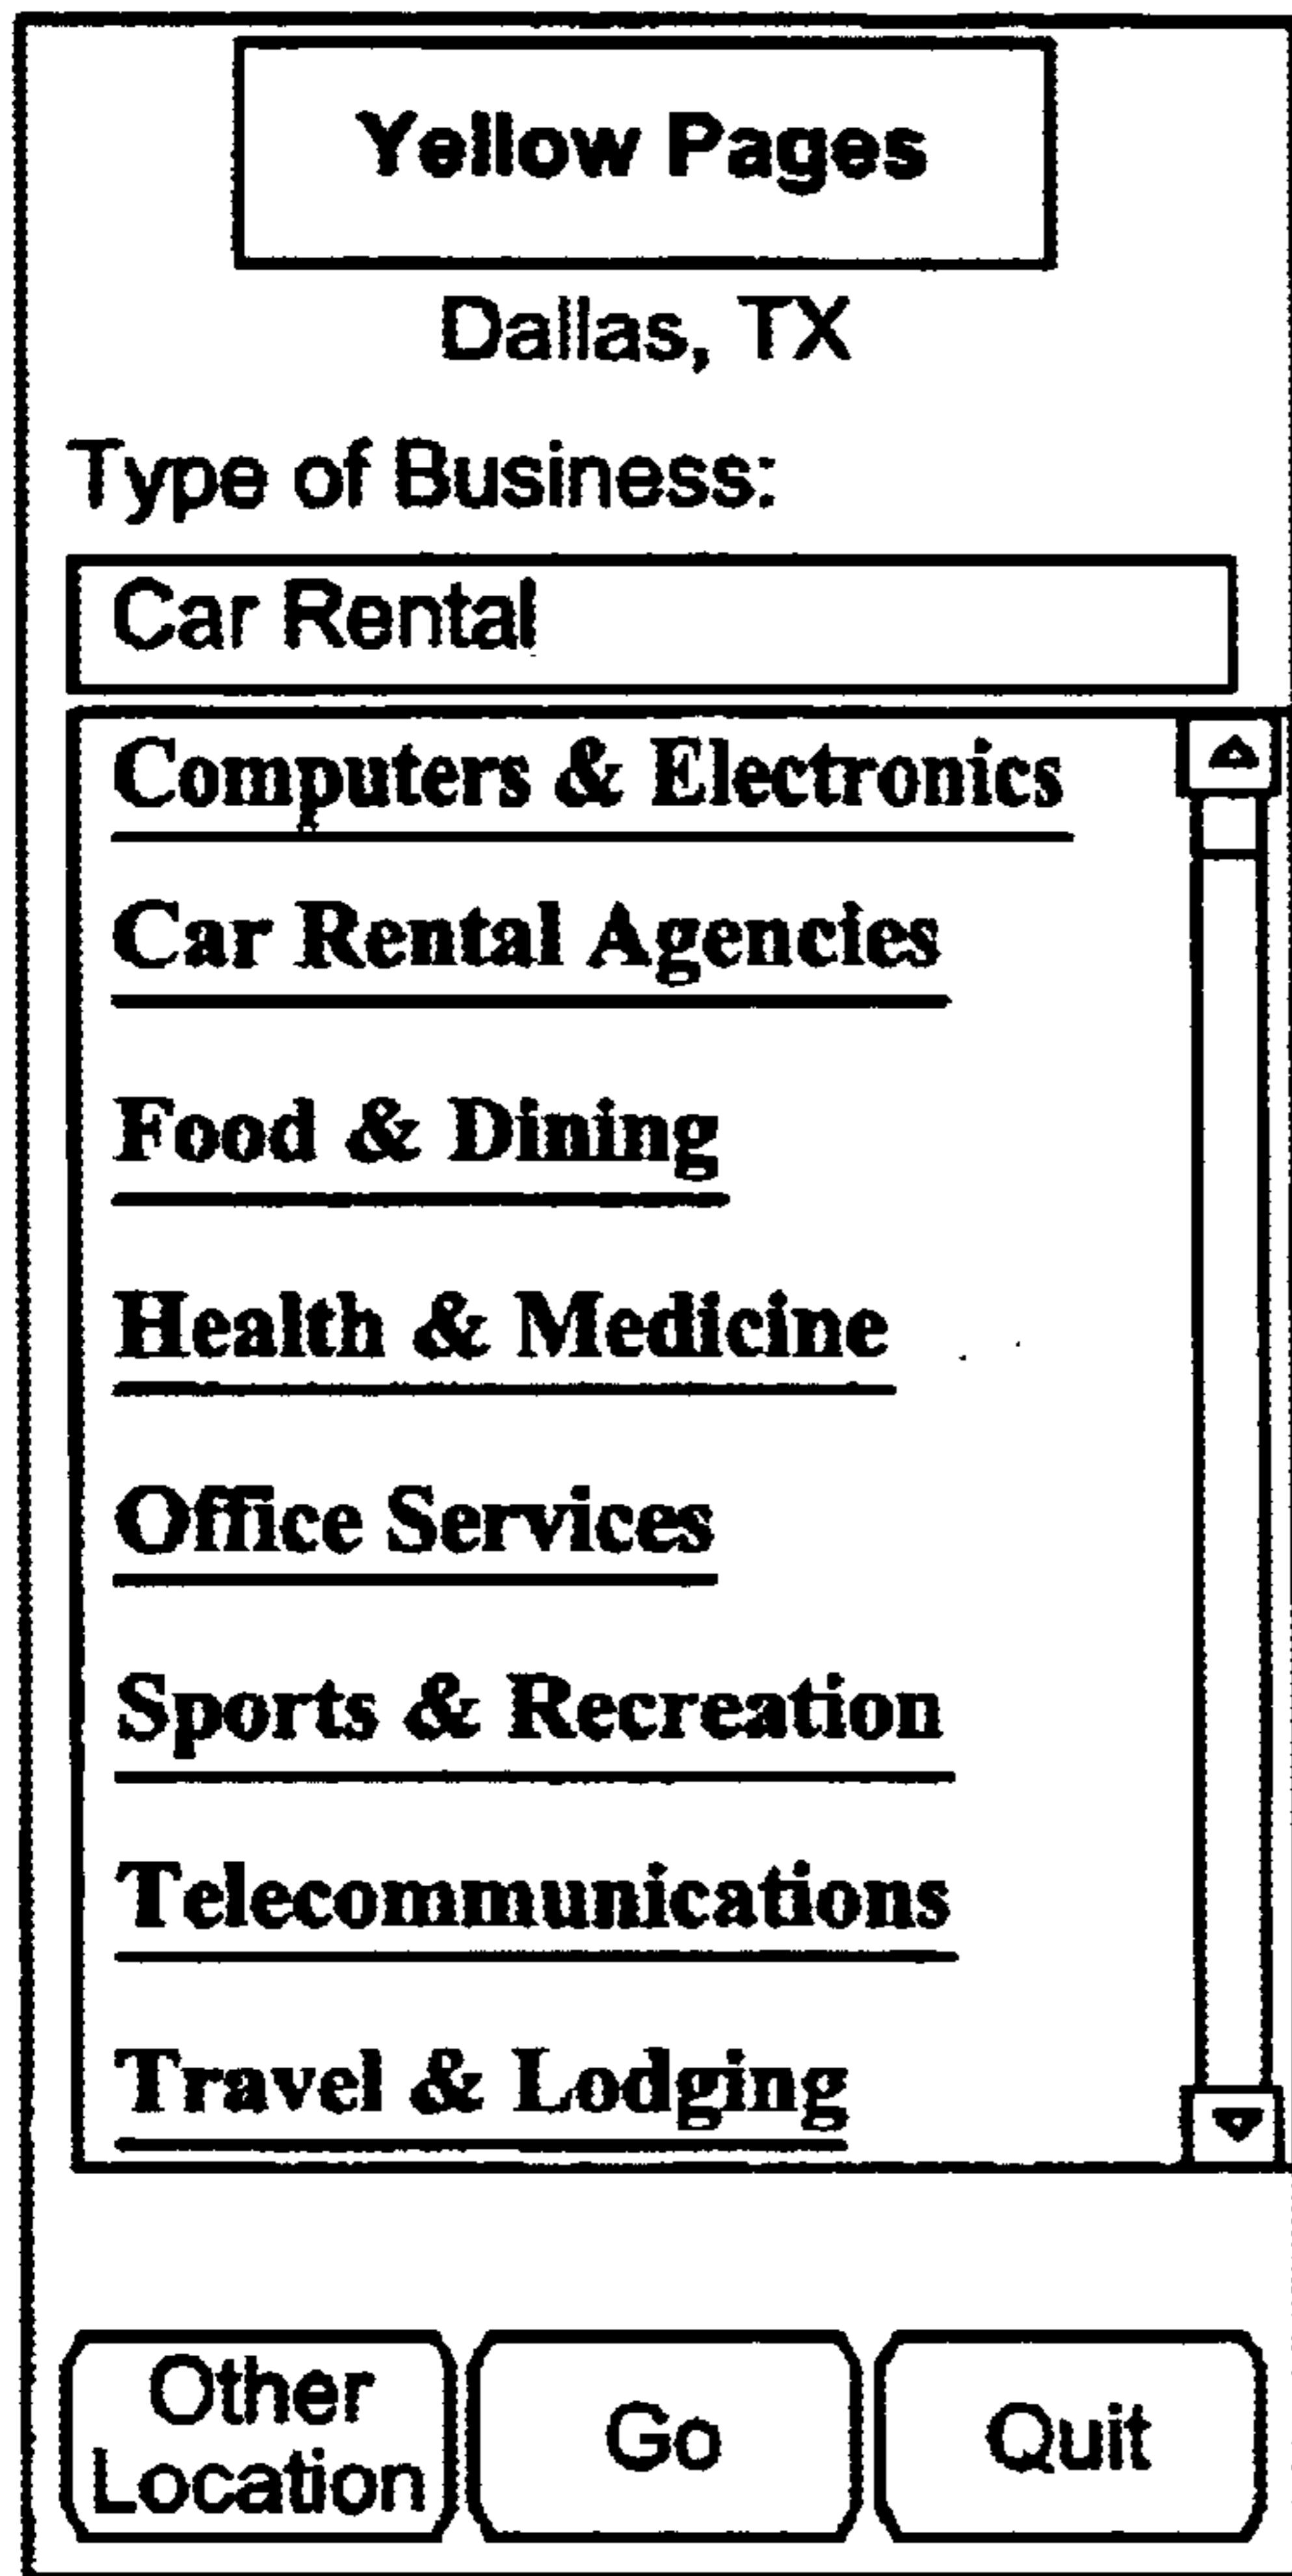 Yellow Pages
Dallas, TX
Type of Business:
Car Rental
Computers & Electronics
Car Rental Agencies
Food & Dining
Health & Medicine
Office Services
Sports & Recreation
Telecommunications
Travel & Lodging
Other
Location
Go
Quit